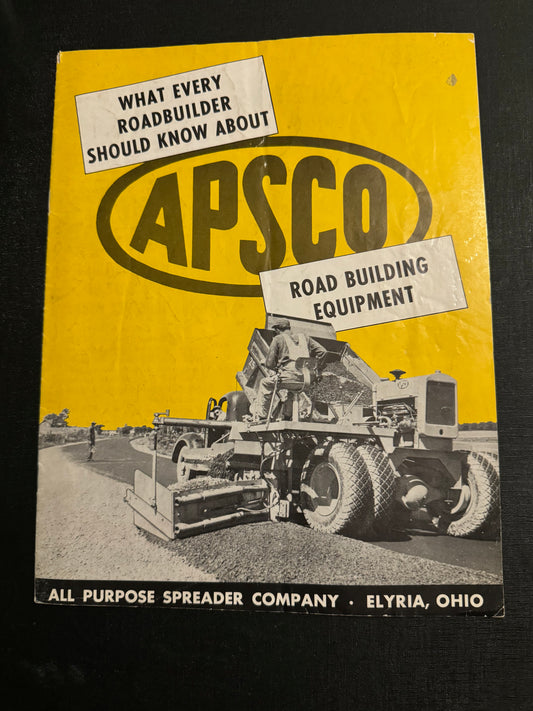 WHAT EVERY
ROADBUILDER
SHOULD KNOW ABOUT
APSCO
ROAD BUILDING
EQUIPMENT
ALL PURPOSE SPREADER COMPANY · ELYRIA, OHIO